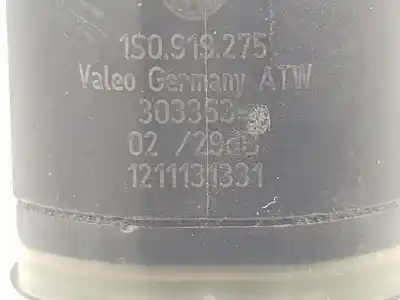 1S0.919.275
Valeo Germany ATW
303353-
02 /29dB
1211131331